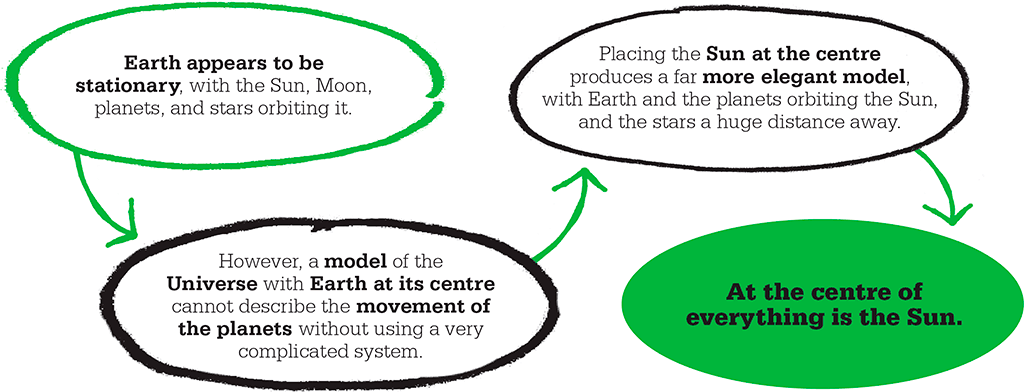 Earth appears to be
stationary, with the Sun, Moon,
planets, and stars orbiting it.
However, a model of the
Universe with Earth at its centre
cannot describe the movement of
the planets without using a very
complicated system.
Placing the Sun at the centre
produces a far more elegant model,
with Earth and the planets orbiting the Sun,
and the stars a huge distance away.
At the centre of
everything is the Sun.